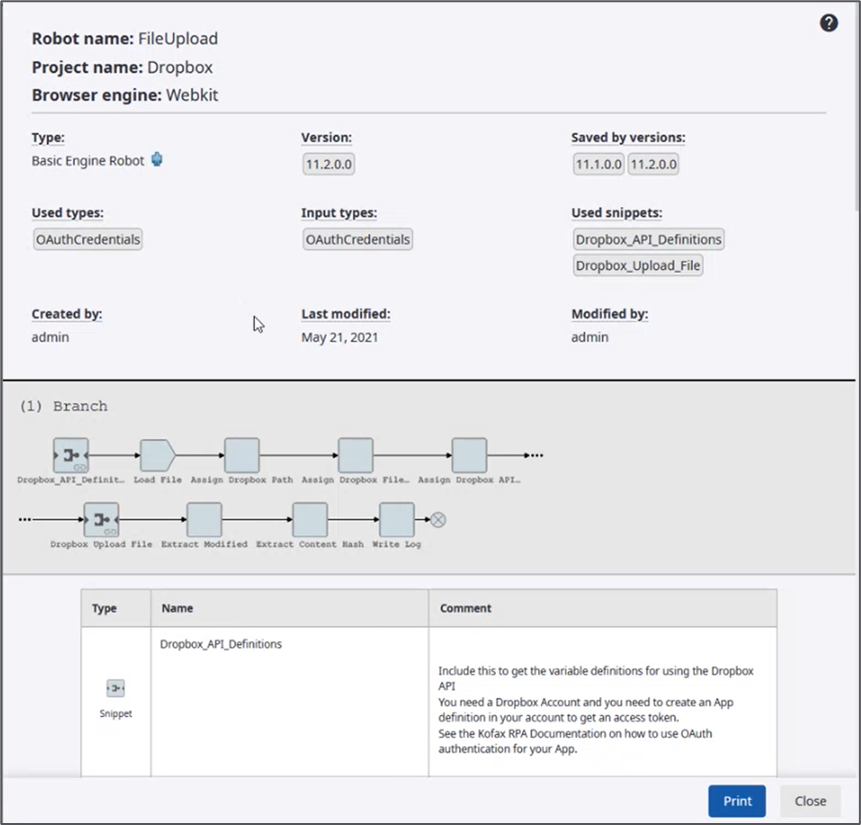 Robot name: FileUpload
Project name: Dropbox
Browser engine: Webkit
Type:
Version:
Saved by versions:
Basic Engine Robot
11.2.0.0
11.1.0.0 11.2.0.0
Used types:
Input types:
Used snippets:
OAuthCredentials
OAuthCredentials
Dropbox_API_Definitions
Dropbox_Upload_File
Created by:
Last modified:
Modified by:
admin
May 21, 2021
admin
(1) Branch
Dropbox_API_Definit... Load File Assign Dropbox Path Assign Dropbox File... Assign Dropbox API...
Dropbox Upload File Extract Modified Extract Content Hash Write Log
Type Name Comment
Dropbox_API_Definitions
Include this to get the variable definitions for using the Dropbox
API
You need a Dropbox Account and you need to create an App
definition in your account to get an access token.
See the Kofax RPA Documentation on how to use OAuth
authentication for your App.
Snippet
Print
Close